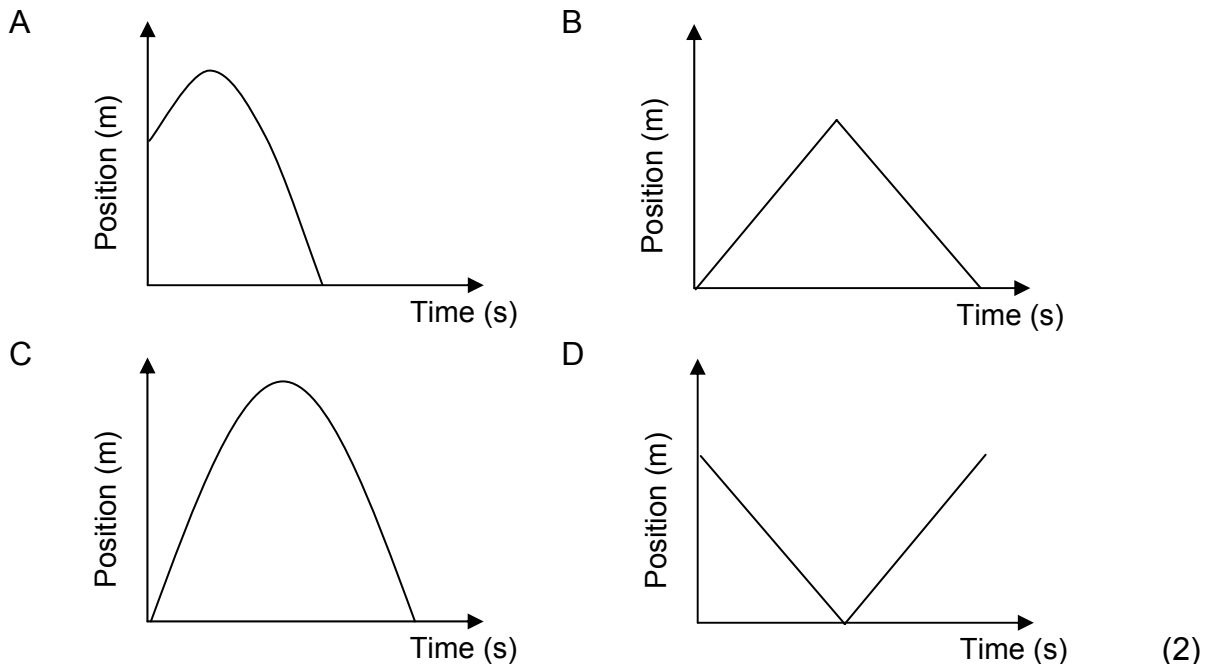 A
Position (m)
Time (s)
B
Position (m)
Time (s)
C
Position (m)
Time (s)
D
Position (m)
Time (s)
(2)